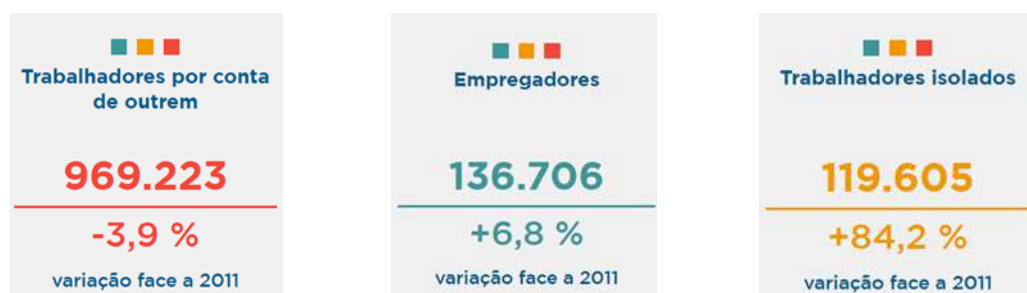 Trabalhadores por conta
de outrem
969.223
-3,9 %
variação face a 2011
Empregadores
136.706
+6,8 %
variação face a 2011
Trabalhadores isolados
119.605
+84,2 %
variação face a 2011